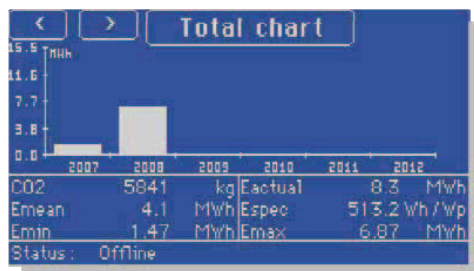 < > Total chart
15.5 MWh
11.6
7.7
3.8
0.0
2007 2008 2009 2010 2011 2012
CO2 5841 kg Eactual 8.3 MWh
Emean 4.1 MWh Espec 513.2 Wh/Wp
Emin 1.47 MWh Emax 6.87 MWh
Status: Offline